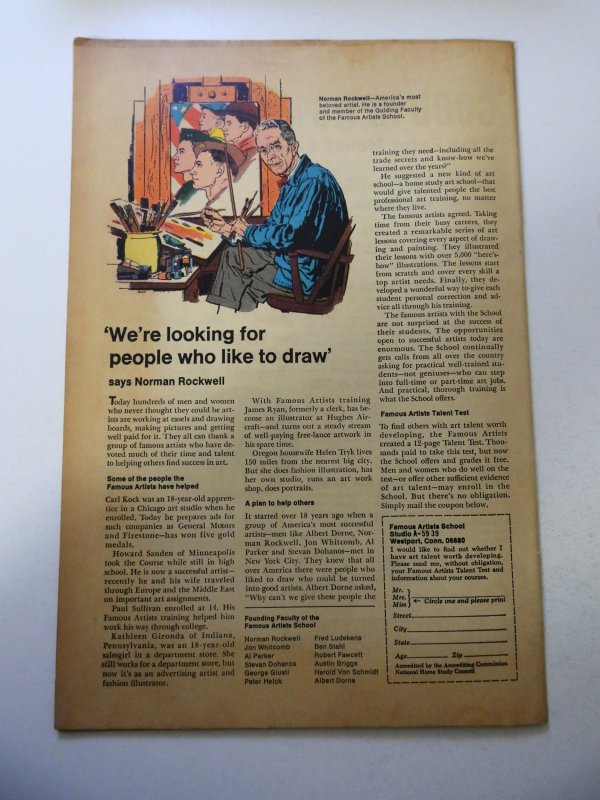 Norman Rockwell—America's most
beloved artist. He is a founder
and member of the Guiding Faculty
of the Famous Artists School.
'We're looking for
people who like to draw'
says Norman Rockwell
Today hundreds of men and women
who never thought they could be art-
ists are working at easels and drawing
boards, making pictures and getting
well paid for it. They all can thank a
group of famous artists who have de-
voted much of their time and talent
to helping others find success in art.
Some of the people the
Famous Artists have helped
Carl Kock was an 18-year-old appren-
tice in a Chicago art studio when he
enrolled. Today he prepares ads for
such companies as General Motors
and Firestone—has won five gold
medals.
Howard Sanden of Minneapolis
took the Course while still in high
school. He is now a successful artist—
recently he and his wife traveled
through Europe and the Middle East
on important art assignments.
Paul Sullivan enrolled at 14. His
Famous Artists training helped him
work his way through college.
Kathleen Gironda of Indiana,
Pennsylvania, was an 18-year-old
salesgirl in a department store. She
still works for a department store, but
now it's as an advertising artist and
fashion illustrator.
With Famous Artists training
James Ryan, formerly a clerk, has be-
come an illustrator at Hughes Air-
craft—and turns out a steady stream
of well-paying free-lance artwork in
his spare time.
Oregon housewife Helen Tryk lives
150 miles from the nearest big city.
But she does fashion illustration, has
her own studio, runs an art work
shop, does portraits.
A plan to help others
It started over 18 years ago when a
group of America's most successful
artists—men like Albert Dorne, Nor-
man Rockwell, Jon Whitcomb, Al
Parker and Stevan Dohanos—met in
New York City. They knew that all
over America there were people who
liked to draw who could be turned
into good artists. Albert Dorne asked,
"Why can't we give these people the
Founding Faculty of the
Famous Artists School
Norman Rockwell
Jon Whitcomb
Al Parker
Stevan Dohanos
George Giusti
Peter Helck
Fred Ludekens
Ben Stahl
Robert Fawcett
Austin Briggs
Harold Von Schmidt
Albert Dorne
training they need—including all the
trade secrets and know-how we've
learned over the years?"
He suggested a new kind of art
school—a home study art school—that
would give talented people the best
professional art training, no matter
where they live.
The famous artists agreed. Taking
time from their busy careers, they
created a remarkable series of art
lessons covering every aspect of draw-
ing and painting. They illustrated
their lessons with over 5,000 "here's-
how" illustrations. The lessons start
from scratch and cover every skill a
top artist needs. Finally, they de-
veloped a wonderful way to give each
student personal correction and ad-
vice all through his training.
The famous artists with the School
are not surprised at the success of
their students. The opportunities
open to successful artists today are
enormous. The School continually
gets calls from all over the country
asking for practical well-trained stu-
dents—not geniuses—who can step
into full-time or part-time art jobs.
And practical, thorough training is
what the School offers.
Famous Artists Talent Test
To find others with art talent worth
developing, the Famous Artists
created a 12-page Talent Test. Thou-
sands paid to take this test, but now
the School offers and grades it free.
Men and women who do well on the
test—or offer other sufficient evidence
of art talent—may enroll in the
School. But there's no obligation.
Simply mail the coupon below.
Famous Artists School
Studio A-5939
Westport, Conn. 06880
I would like to find out whether I
have art talent worth developing.
Please send me, without obligation,
your Famous Artists Talent Test and
information about your courses.
Mr.
Mrs. ← Circle one and please print
Miss
Street
City
State
Age Zip
Accredited by the Accrediting Commission
National Home Study Council.